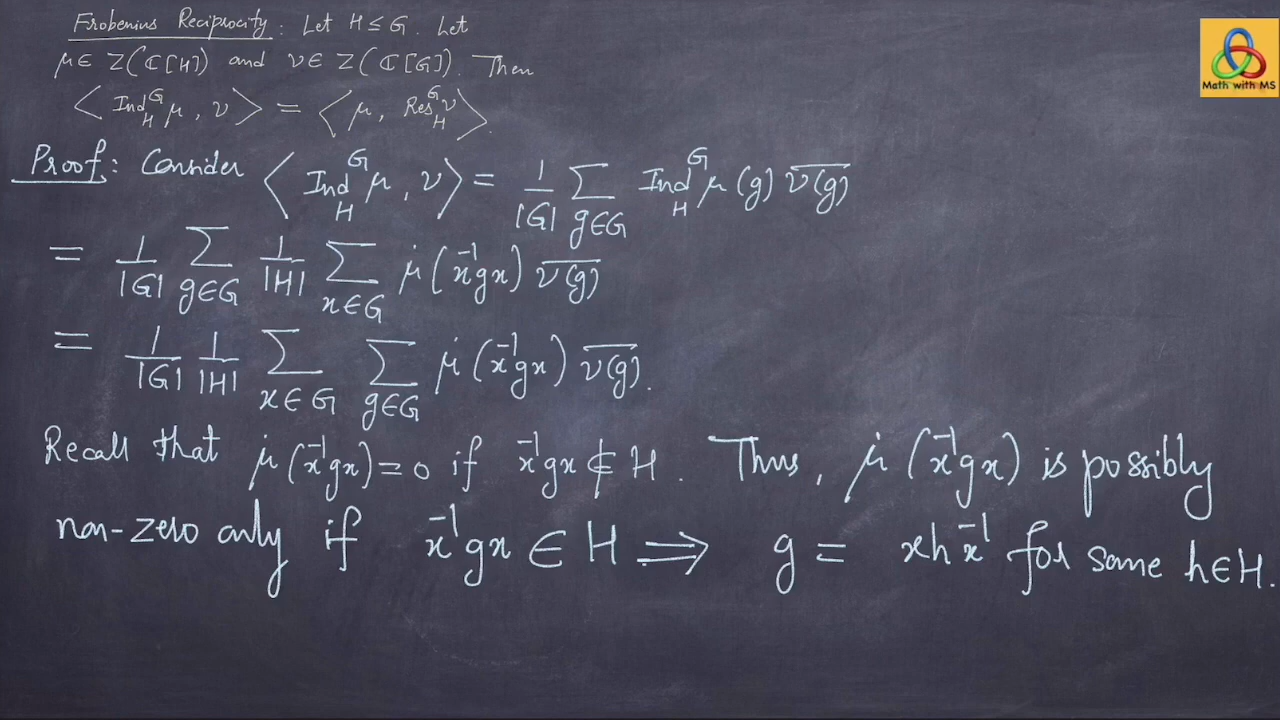 Frobenius Reciprocity: Let H ≤ G. Let
μ ∈ Z(ℂ[H]) and ν ∈ Z(ℂ[G]). Then
⟨Ind_H^G μ, ν⟩ = ⟨μ, Res_H^G ν⟩.
Math with MS
Proof: Consider ⟨Ind_H^G μ, ν⟩ = 1/|G| ∑_{g∈G} Ind_H^G μ(g) \overline{ν(g)}
= 1/|G| ∑_{g∈G} 1/|H| ∑_{x∈G} μ̇(x⁻¹gx) \overline{ν(g)}
= 1/|G| 1/|H| ∑_{x∈G} ∑_{g∈G} μ̇(x⁻¹gx) \overline{ν(g)}.
Recall that μ̇(x⁻¹gx) = 0 if x⁻¹gx ∉ H. Thus, μ̇(x⁻¹gx) is possibly
non-zero only if x⁻¹gx ∈ H ⟹ g = xhx⁻¹ for some h∈H.